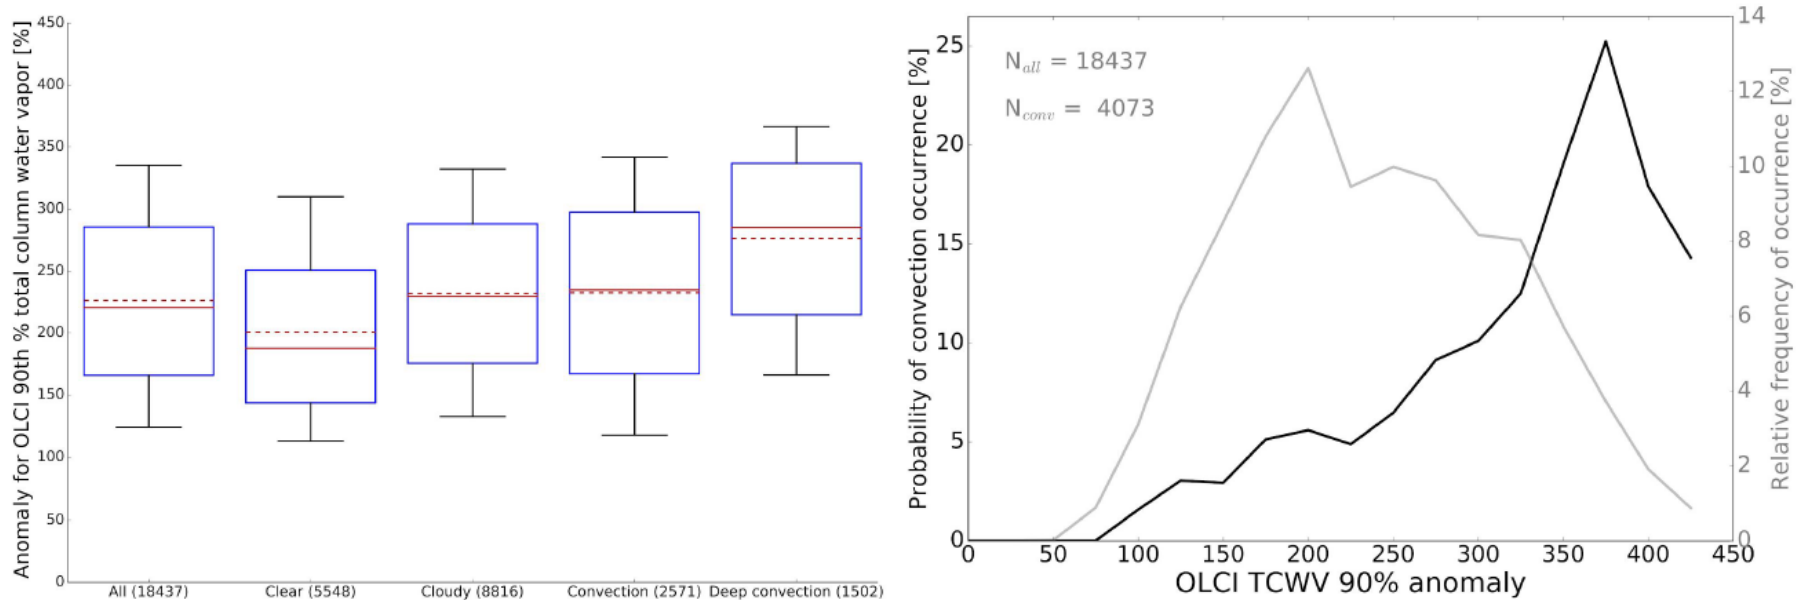 Anomaly for OLCI 90th % total column water vapor [%]
450
400
350
300
250
200
150
100
50
0
All (18437)
Clear (5548)
Cloudy (8816)
Convection (2571)
Deep convection (1502)
Probability of convection occurrence [%]
25
20
15
10
5
0
N_all = 18437
N_conv = 4073
14
12
10
8
6
4
2
0
Relative frequency of occurrence [%]
0 50 100 150 200 250 300 350 400 450
OLCI TCWV 90% anomaly